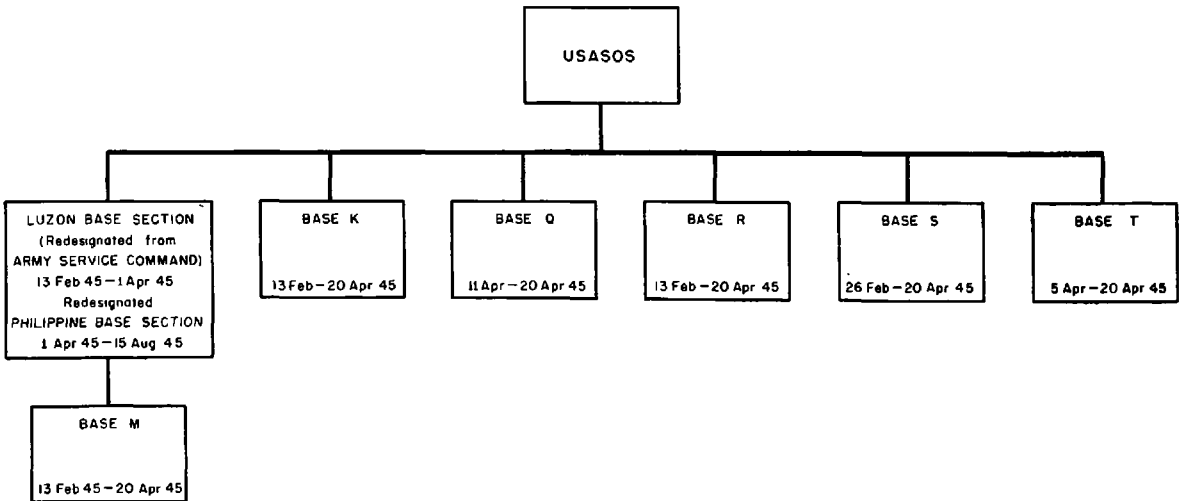 USASOS
LUZON BASE SECTION
(Redesignated from
ARMY SERVICE COMMAND)
13 Feb 45-1 Apr 45
Redesignated
PHILIPPINE BASE SECTION
1 Apr 45-15 Aug 45
BASE K
13 Feb-20 Apr 45
BASE Q
11 Apr-20 Apr 45
BASE R
13 Feb-20 Apr 45
BASE S
26 Feb-20 Apr 45
BASE T
5 Apr-20 Apr 45
BASE M
13 Feb 45-20 Apr 45